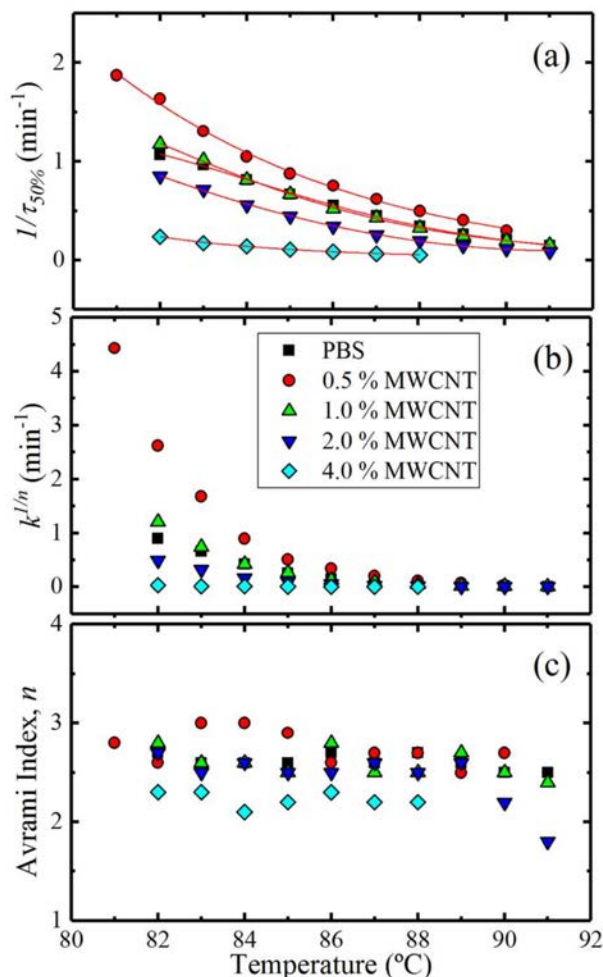 (a)
2
1
0
1/τ50% (min-1)
(b)
5
4
3
2
1
0
k1/n (min-1)
PBS
0.5 % MWCNT
1.0 % MWCNT
2.0 % MWCNT
4.0 % MWCNT
(c)
4
3
2
1
Avrami Index, n
80 82 84 86 88 90 92
Temperature (ºC)